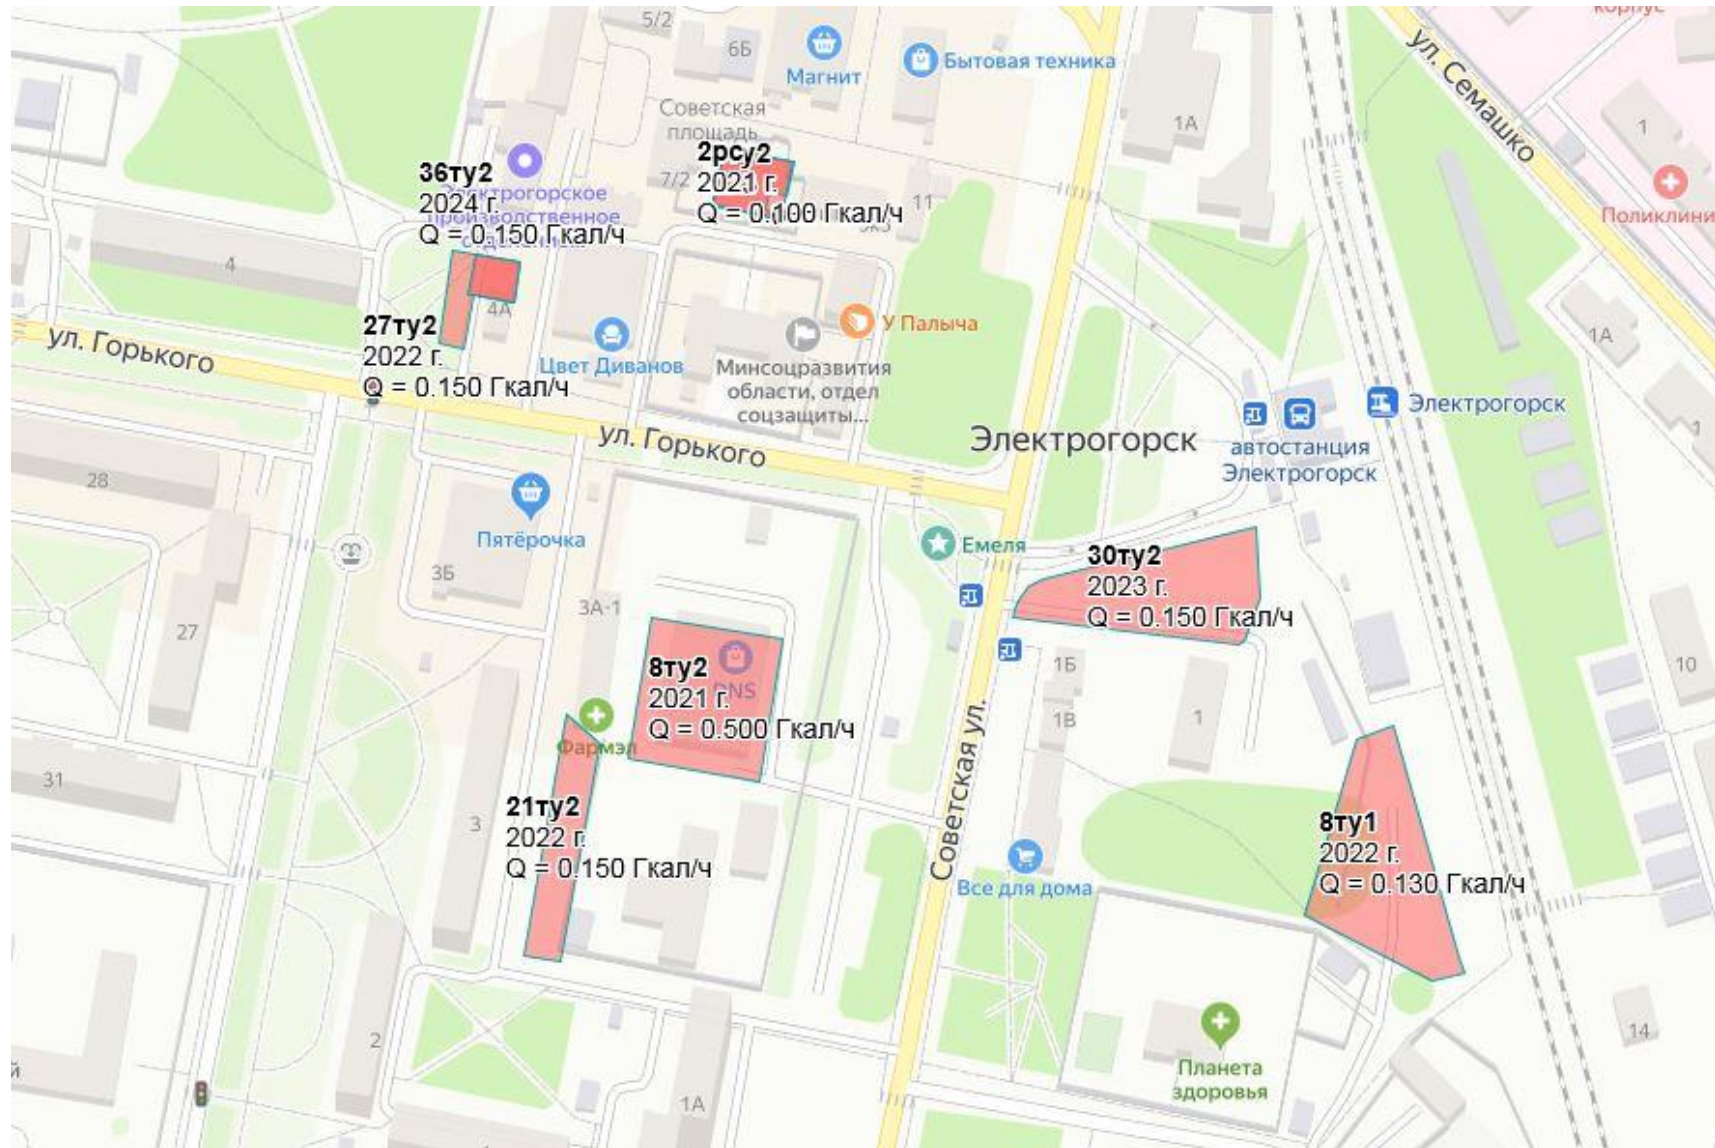 5/2
6Б
Магнит
Бытовая техника
корпус
ул. Семашко
1А
1
Советская
площадь
7/2
11
2рсу2
2021 г.
Q = 0.100 Гкал/ч
Поликлини
36ту2
2024 г.
Q = 0.150 Гкал/ч
Электрогорское
производственное
4
4А
27ту2
2022 г.
Q = 0.150 Гкал/ч
ул. Горького
Цвет Диванов
У Палыча
Минсоцразвития
области, отдел
соцзащиты...
1А
1
Электрогорск
автостанция
Электрогорск
Электрогорск
ул. Горького
28
Пятёрочка
3Б
3А-1
27
Емеля
30ту2
2023 г.
Q = 0.150 Гкал/ч
1Б
1В
1
10
8ту2
2021 г.
Q = 0.500 Гкал/ч
DNS
Фармэл
31
3
21ту2
2022 г.
Q = 0.150 Гкал/ч
Советская ул.
Все для дома
8ту1
2022 г.
Q = 0.130 Гкал/ч
2
1А
14
Планета
здоровья
й